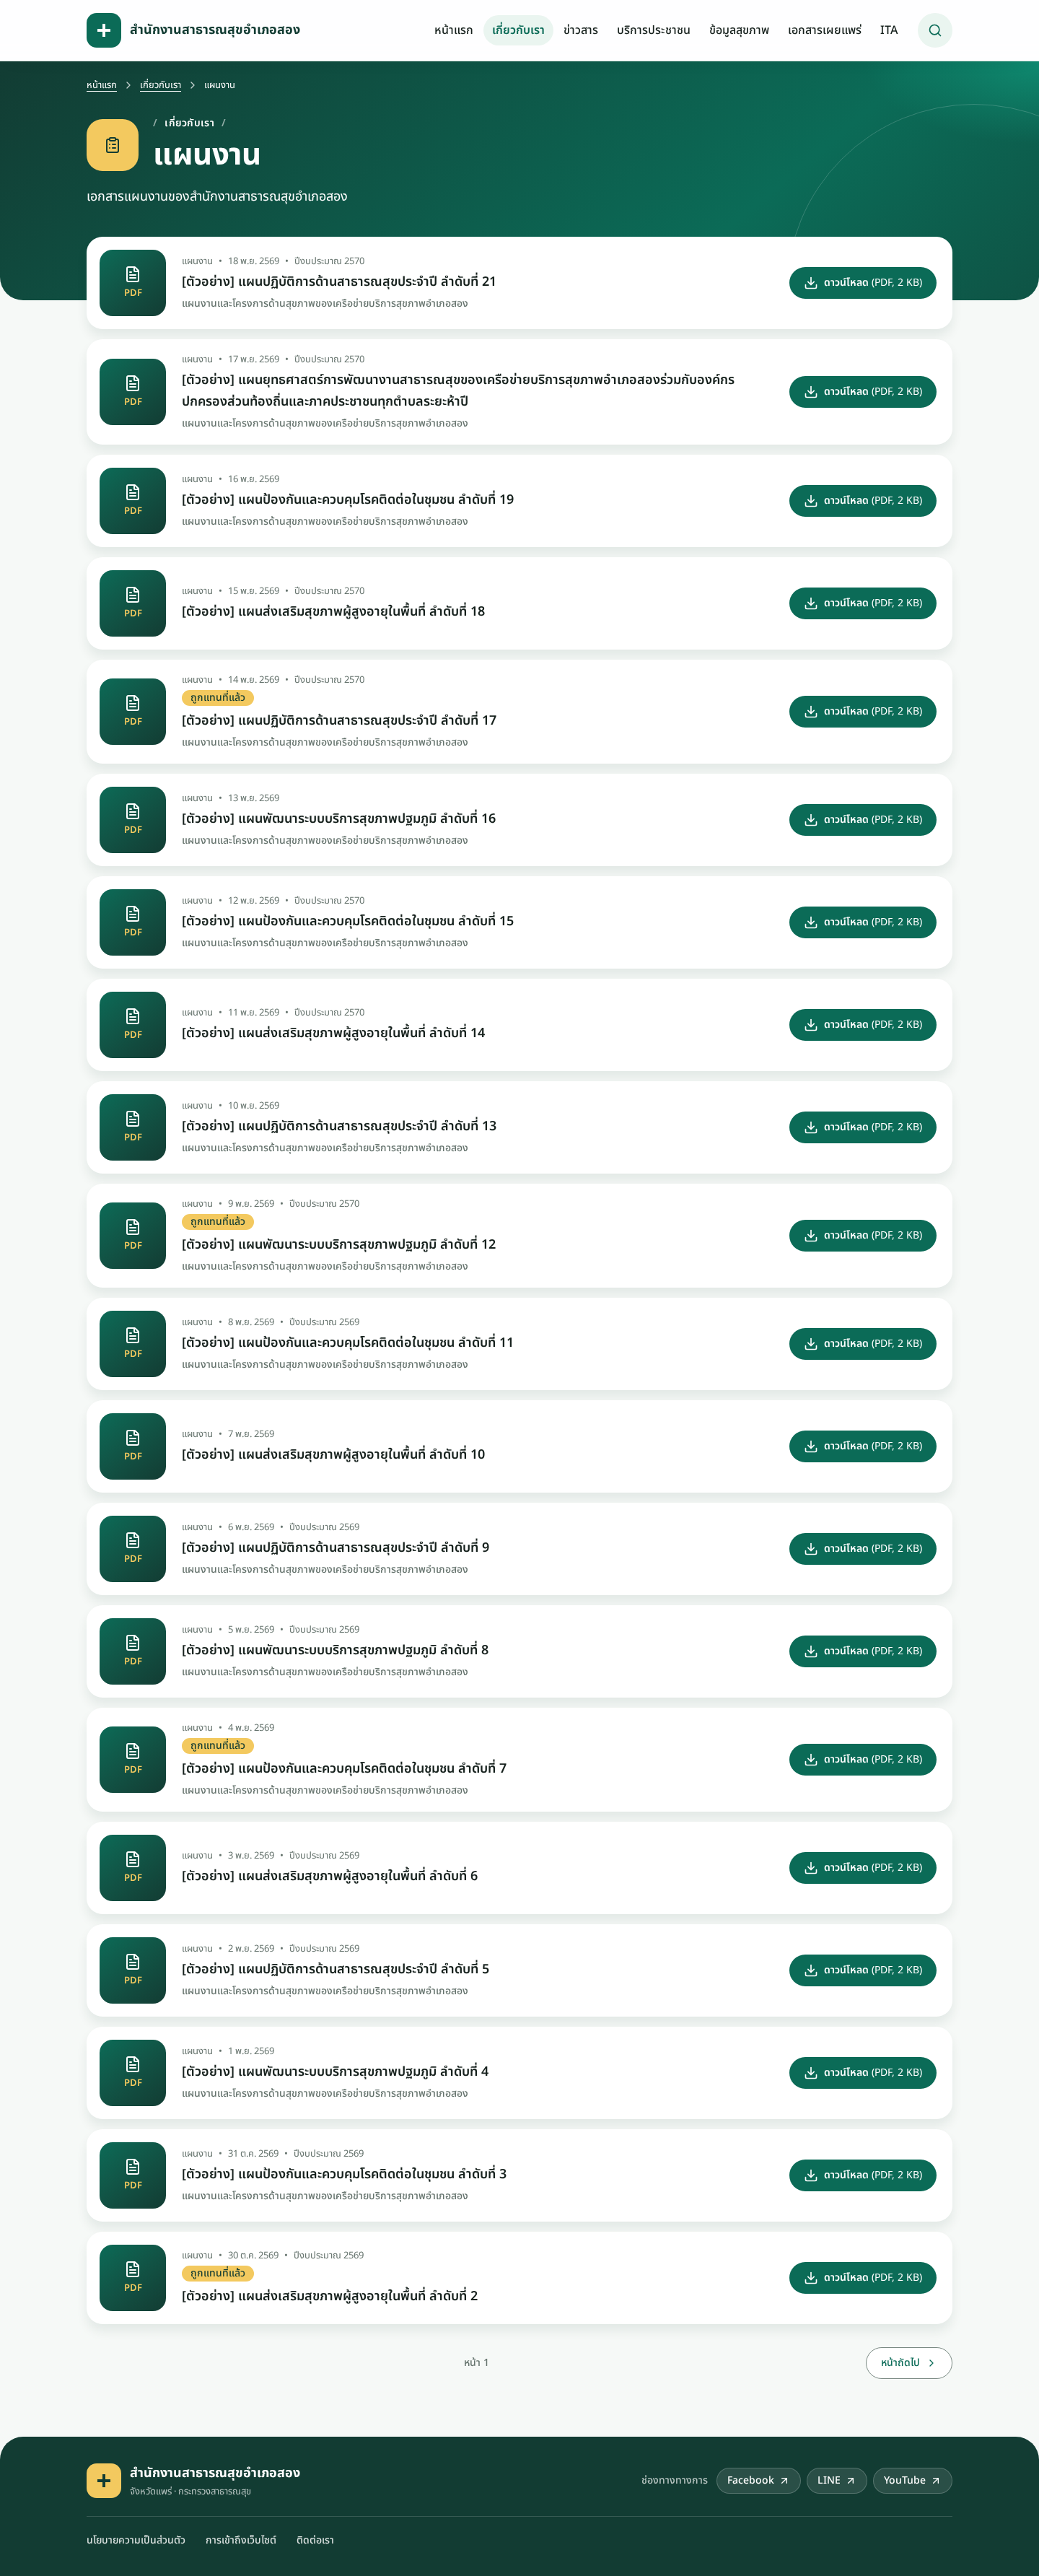 สำนักงานสาธารณสุขอำเภอสอง
หน้าแรก เกี่ยวกับเรา ข่าวสาร บริการประชาชน ข้อมูลสุขภาพ เอกสารเผยแพร่ ITA
หน้าแรก > เกี่ยวกับเรา > แผนงาน
/ เกี่ยวกับเรา /
แผนงาน
เอกสารแผนงานของสำนักงานสาธารณสุขอำเภอสอง
แผนงาน • 18 พ.ย. 2569 • ปีงบประมาณ 2570
[ตัวอย่าง] แผนปฏิบัติการด้านสาธารณสุขประจำปี ลำดับที่ 21
แผนงานและโครงการด้านสุขภาพของเครือข่ายบริการสุขภาพอำเภอสอง
PDF
ดาวน์โหลด (PDF, 2 KB)
แผนงาน • 17 พ.ย. 2569 • ปีงบประมาณ 2570
[ตัวอย่าง] แผนยุทธศาสตร์การพัฒนางานสาธารณสุขของเครือข่ายบริการสุขภาพอำเภอสองร่วมกับองค์กร
ปกครองส่วนท้องถิ่นและภาคประชาชนทุกตำบลระยะห้าปี
แผนงานและโครงการด้านสุขภาพของเครือข่ายบริการสุขภาพอำเภอสอง
PDF
ดาวน์โหลด (PDF, 2 KB)
แผนงาน • 16 พ.ย. 2569
[ตัวอย่าง] แผนป้องกันและควบคุมโรคติดต่อในชุมชน ลำดับที่ 19
แผนงานและโครงการด้านสุขภาพของเครือข่ายบริการสุขภาพอำเภอสอง
PDF
ดาวน์โหลด (PDF, 2 KB)
แผนงาน • 15 พ.ย. 2569 • ปีงบประมาณ 2570
[ตัวอย่าง] แผนส่งเสริมสุขภาพผู้สูงอายุในพื้นที่ ลำดับที่ 18
PDF
ดาวน์โหลด (PDF, 2 KB)
แผนงาน • 14 พ.ย. 2569 • ปีงบประมาณ 2570
ถูกแทนที่แล้ว
[ตัวอย่าง] แผนปฏิบัติการด้านสาธารณสุขประจำปี ลำดับที่ 17
แผนงานและโครงการด้านสุขภาพของเครือข่ายบริการสุขภาพอำเภอสอง
PDF
ดาวน์โหลด (PDF, 2 KB)
แผนงาน • 13 พ.ย. 2569
[ตัวอย่าง] แผนพัฒนาระบบบริการสุขภาพปฐมภูมิ ลำดับที่ 16
แผนงานและโครงการด้านสุขภาพของเครือข่ายบริการสุขภาพอำเภอสอง
PDF
ดาวน์โหลด (PDF, 2 KB)
แผนงาน • 12 พ.ย. 2569 • ปีงบประมาณ 2570
[ตัวอย่าง] แผนป้องกันและควบคุมโรคติดต่อในชุมชน ลำดับที่ 15
แผนงานและโครงการด้านสุขภาพของเครือข่ายบริการสุขภาพอำเภอสอง
PDF
ดาวน์โหลด (PDF, 2 KB)
แผนงาน • 11 พ.ย. 2569 • ปีงบประมาณ 2570
[ตัวอย่าง] แผนส่งเสริมสุขภาพผู้สูงอายุในพื้นที่ ลำดับที่ 14
PDF
ดาวน์โหลด (PDF, 2 KB)
แผนงาน • 10 พ.ย. 2569
[ตัวอย่าง] แผนปฏิบัติการด้านสาธารณสุขประจำปี ลำดับที่ 13
แผนงานและโครงการด้านสุขภาพของเครือข่ายบริการสุขภาพอำเภอสอง
PDF
ดาวน์โหลด (PDF, 2 KB)
แผนงาน • 9 พ.ย. 2569 • ปีงบประมาณ 2570
ถูกแทนที่แล้ว
[ตัวอย่าง] แผนพัฒนาระบบบริการสุขภาพปฐมภูมิ ลำดับที่ 12
แผนงานและโครงการด้านสุขภาพของเครือข่ายบริการสุขภาพอำเภอสอง
PDF
ดาวน์โหลด (PDF, 2 KB)
แผนงาน • 8 พ.ย. 2569 • ปีงบประมาณ 2569
[ตัวอย่าง] แผนป้องกันและควบคุมโรคติดต่อในชุมชน ลำดับที่ 11
แผนงานและโครงการด้านสุขภาพของเครือข่ายบริการสุขภาพอำเภอสอง
PDF
ดาวน์โหลด (PDF, 2 KB)
แผนงาน • 7 พ.ย. 2569
[ตัวอย่าง] แผนส่งเสริมสุขภาพผู้สูงอายุในพื้นที่ ลำดับที่ 10
PDF
ดาวน์โหลด (PDF, 2 KB)
แผนงาน • 6 พ.ย. 2569 • ปีงบประมาณ 2569
[ตัวอย่าง] แผนปฏิบัติการด้านสาธารณสุขประจำปี ลำดับที่ 9
แผนงานและโครงการด้านสุขภาพของเครือข่ายบริการสุขภาพอำเภอสอง
PDF
ดาวน์โหลด (PDF, 2 KB)
แผนงาน • 5 พ.ย. 2569 • ปีงบประมาณ 2569
[ตัวอย่าง] แผนพัฒนาระบบบริการสุขภาพปฐมภูมิ ลำดับที่ 8
แผนงานและโครงการด้านสุขภาพของเครือข่ายบริการสุขภาพอำเภอสอง
PDF
ดาวน์โหลด (PDF, 2 KB)
แผนงาน • 4 พ.ย. 2569
ถูกแทนที่แล้ว
[ตัวอย่าง] แผนป้องกันและควบคุมโรคติดต่อในชุมชน ลำดับที่ 7
แผนงานและโครงการด้านสุขภาพของเครือข่ายบริการสุขภาพอำเภอสอง
PDF
ดาวน์โหลด (PDF, 2 KB)
แผนงาน • 3 พ.ย. 2569 • ปีงบประมาณ 2569
[ตัวอย่าง] แผนส่งเสริมสุขภาพผู้สูงอายุในพื้นที่ ลำดับที่ 6
PDF
ดาวน์โหลด (PDF, 2 KB)
แผนงาน • 2 พ.ย. 2569 • ปีงบประมาณ 2569
[ตัวอย่าง] แผนปฏิบัติการด้านสาธารณสุขประจำปี ลำดับที่ 5
แผนงานและโครงการด้านสุขภาพของเครือข่ายบริการสุขภาพอำเภอสอง
PDF
ดาวน์โหลด (PDF, 2 KB)
แผนงาน • 1 พ.ย. 2569
[ตัวอย่าง] แผนพัฒนาระบบบริการสุขภาพปฐมภูมิ ลำดับที่ 4
แผนงานและโครงการด้านสุขภาพของเครือข่ายบริการสุขภาพอำเภอสอง
PDF
ดาวน์โหลด (PDF, 2 KB)
แผนงาน • 31 ต.ค. 2569 • ปีงบประมาณ 2569
[ตัวอย่าง] แผนป้องกันและควบคุมโรคติดต่อในชุมชน ลำดับที่ 3
แผนงานและโครงการด้านสุขภาพของเครือข่ายบริการสุขภาพอำเภอสอง
PDF
ดาวน์โหลด (PDF, 2 KB)
แผนงาน • 30 ต.ค. 2569 • ปีงบประมาณ 2569
ถูกแทนที่แล้ว
[ตัวอย่าง] แผนส่งเสริมสุขภาพผู้สูงอายุในพื้นที่ ลำดับที่ 2
PDF
ดาวน์โหลด (PDF, 2 KB)
หน้า 1
หน้าถัดไป
สำนักงานสาธารณสุขอำเภอสอง
จังหวัดแพร่ · กระทรวงสาธารณสุข
ช่องทางทางการ Facebook LINE YouTube
นโยบายความเป็นส่วนตัว การเข้าถึงเว็บไซต์ ติดต่อเรา